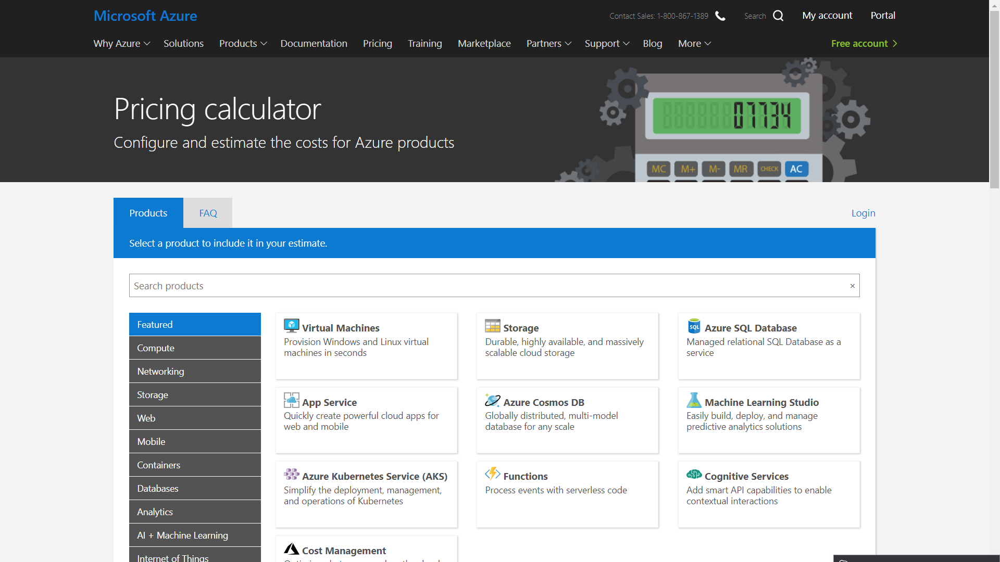 Microsoft Azure
Contact Sales: 1-800-867-1389
Search
My account
Portal
Why Azure
Solutions
Products
Documentation
Pricing
Training
Marketplace
Partners
Support
Blog
More
Free account
Pricing calculator
Configure and estimate the costs for Azure products
07734
MC
M+
M-
MR
CHECK
AC
Products
FAQ
Login
Select a product to include it in your estimate.
Search products
×
Featured
Compute
Networking
Storage
Web
Mobile
Containers
Databases
Analytics
AI + Machine Learning
Internet of Things
Virtual Machines
Provision Windows and Linux virtual
machines in seconds
Storage
Durable, highly available, and massively
scalable cloud storage
SQL
Azure SQL Database
Managed relational SQL Database as a
service
App Service
Quickly create powerful cloud apps for
web and mobile
Azure Cosmos DB
Globally distributed, multi-model
database for any scale
Machine Learning Studio
Easily build, deploy, and manage
predictive analytics solutions
Azure Kubernetes Service (AKS)
Simplify the deployment, management,
and operations of Kubernetes
Functions
Process events with serverless code
Cognitive Services
Add smart API capabilities to enable
contextual interactions
Cost Management